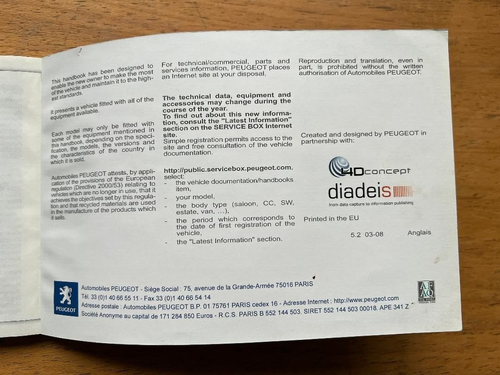 This handbook has been designed to
enable the new owner to make the most
of the vehicle and maintain it to the high-
est standards.
It presents a vehicle fitted with all of the
equipment available.
Each model may only be fitted with
some of the equipment mentioned in
this handbook, depending on the speci-
fication, the models, the versions and
the characteristics of the country in
which it is sold.
Automobiles PEUGEOT attests, by appli-
cation of the provisions of the European
regulation (Directive 2000/53) relating to
vehicles which are no longer in use, that it
achieves the objectives set by this regula-
tion and that recycled materials are used
in the manufacture of the products which
it sells.
For technical/commercial, parts and
services information, PEUGEOT places
an Internet site at your disposal.
The technical data, equipment and
accessories may change during the
course of the year.
To find out about this new informa-
tion, consult the "Latest Information"
section on the SERVICE BOX Internet
site.
Simple registration permits access to the
site and free consultation of the vehicle
documentation.
http://public.servicebox.peugeot.com,
select:
- the vehicle documentation/handbooks
item,
- your model,
- the body type (saloon, CC, SW,
estate, van, ...),
- the period which corresponds to
the date of first registration of the
vehicle,
- the "Latest Information" section.
Reproduction and translation, even in
part, is prohibited without the written
authorisation of Automobiles PEUGEOT.
Created and designed by PEUGEOT in
partnership with:
4D concept
diadeis
from data capture to information publishing
Printed in the EU
5.2 03-08 Anglais
PEUGEOT
Automobiles PEUGEOT - Siège Social : 75, avenue de la Grande-Armée 75016 PARIS
Tél. 33 (0)1 40 66 55 11 - Fax 33 (0)1 40 66 54 14
Adresse postale : Automobiles PEUGEOT B.P. 01 75761 PARIS cedex 16 - Adresse Internet : http://www.peugeot.com
Société Anonyme au capital de 171 284 850 Euros - R.C.S. PARIS B 552 144 503. SIRET 552 144 503 00018. APE 341 Z